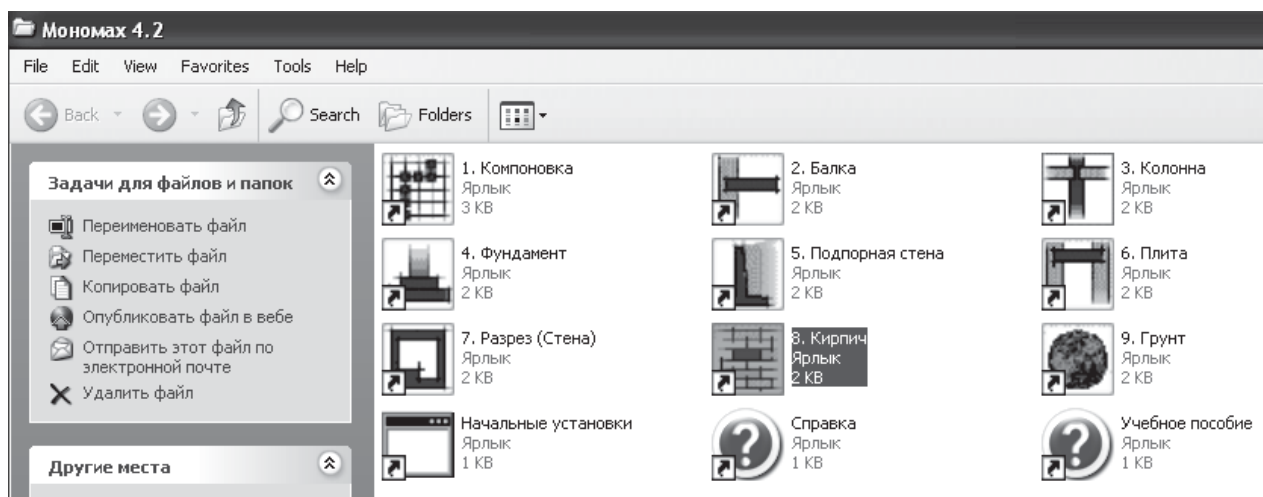 Мономах 4.2
File Edit View Favorites Tools Help
Back Search Folders
Задачи для файлов и папок
Переименовать файл
Переместить файл
Копировать файл
Опубликовать файл в вебе
Отправить этот файл по
электронной почте
Удалить файл
Другие места
1. Компоновка
Ярлык
3 KB
2. Балка
Ярлык
2 KB
3. Колонна
Ярлык
2 KB
4. Фундамент
Ярлык
2 KB
5. Подпорная стена
Ярлык
2 KB
6. Плита
Ярлык
2 KB
7. Разрез (Стена)
Ярлык
2 KB
8. Кирпич
Ярлык
2 KB
9. Грунт
Ярлык
2 KB
Начальные установки
Ярлык
1 KB
Справка
Ярлык
1 KB
Учебное пособие
Ярлык
1 KB